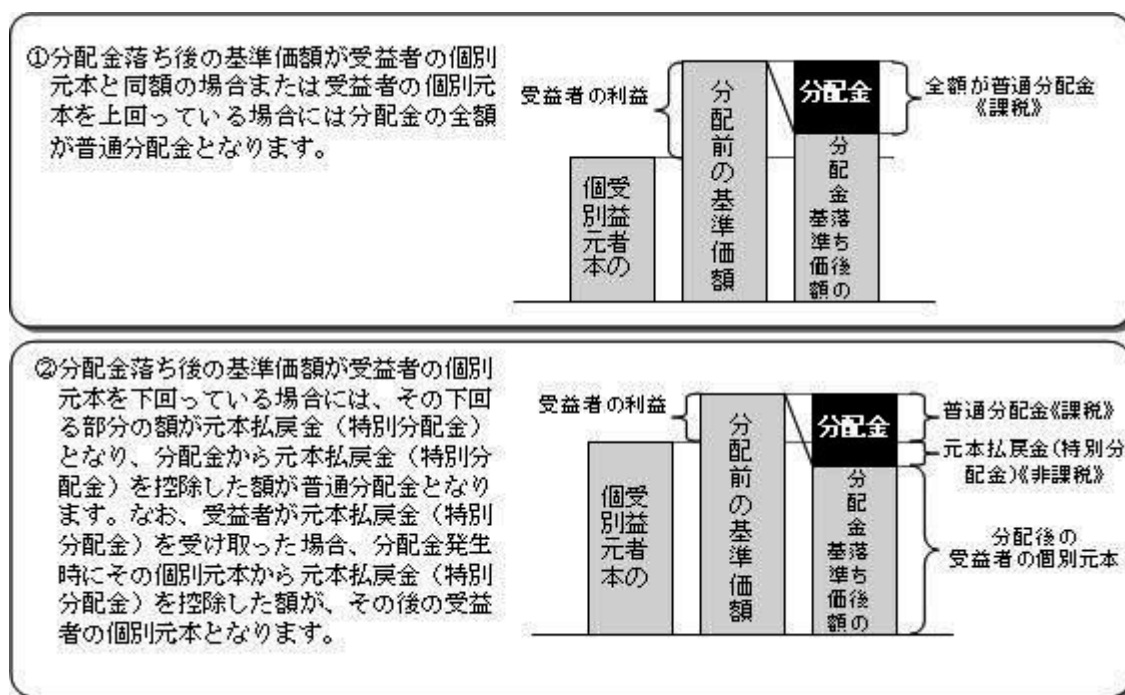 ①分配金落ち後の基準価額が受益者の個別
元本と同額の場合または受益者の個別元
本を上回っている場合には分配金の全額
が普通分配金となります。
受益者の利益
受益者の
個別元本
分配前の基準価額
分配金
分配金落ち後の
基準価額
全額が普通分配金
《課税》
②分配金落ち後の基準価額が受益者の個別
元本を下回っている場合には、その下回
る部分の額が元本払戻金（特別分配金）
となり、分配金から元本払戻金（特別分
配金）を控除した額が普通分配金となり
ます。なお、受益者が元本払戻金（特別
分配金）を受け取った場合、分配金発生
時にその個別元本から元本払戻金（特別
分配金）を控除した額が、その後の受益
者の個別元本となります。
受益者の利益
受益者の
個別元本
分配前の基準価額
分配金
分配金落ち後の
基準価額
普通分配金《課税》
元本払戻金(特別分
配金)《非課税》
分配後の
受益者の個別元本